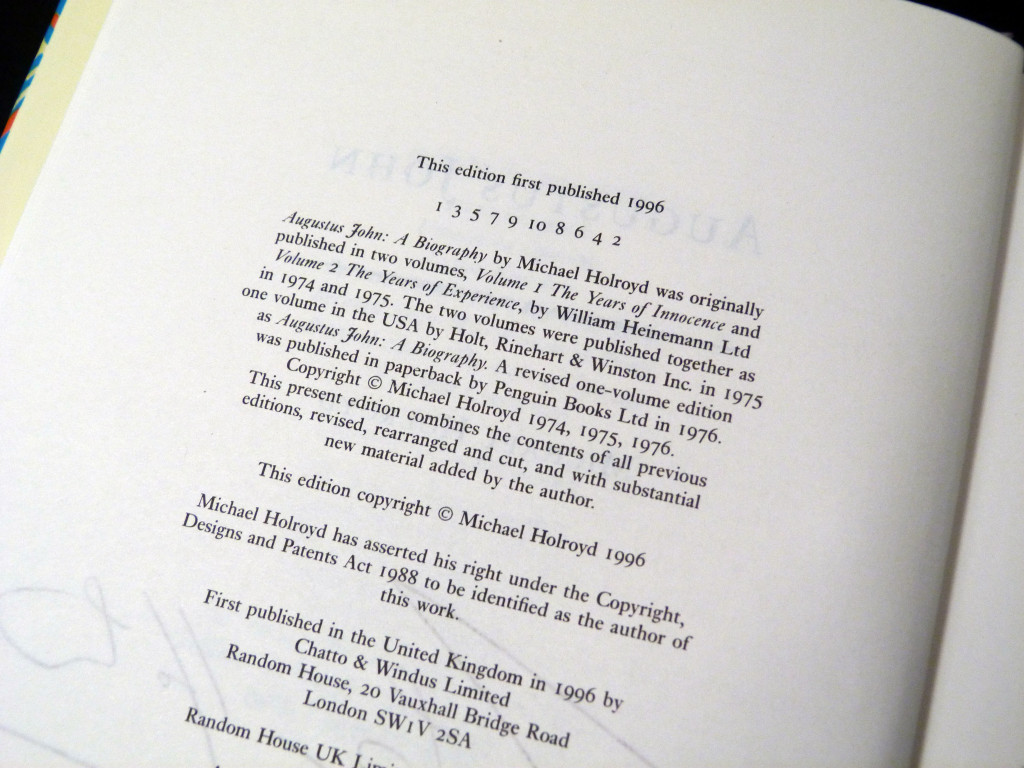 This edition first published 1996
1 3 5 7 9 10 8 6 4 2
Augustus John: A Biography by Michael Holroyd was originally
published in two volumes, Volume 1 The Years of Innocence and
Volume 2 The Years of Experience, by William Heinemann Ltd
in 1974 and 1975. The two volumes were published together as
one volume in the USA by Holt, Rinehart & Winston Inc. in 1975
as Augustus John: A Biography. A revised one-volume edition
was published in paperback by Penguin Books Ltd in 1976.
Copyright © Michael Holroyd 1974, 1975, 1976.
This present edition combines the contents of all previous
editions, revised, rearranged and cut, and with substantial
new material added by the author.
This edition copyright © Michael Holroyd 1996
Michael Holroyd has asserted his right under the Copyright,
Designs and Patents Act 1988 to be identified as the author of
this work.
First published in the United Kingdom in 1996 by
Chatto & Windus Limited
Random House, 20 Vauxhall Bridge Road
London SW1V 2SA
Random House UK